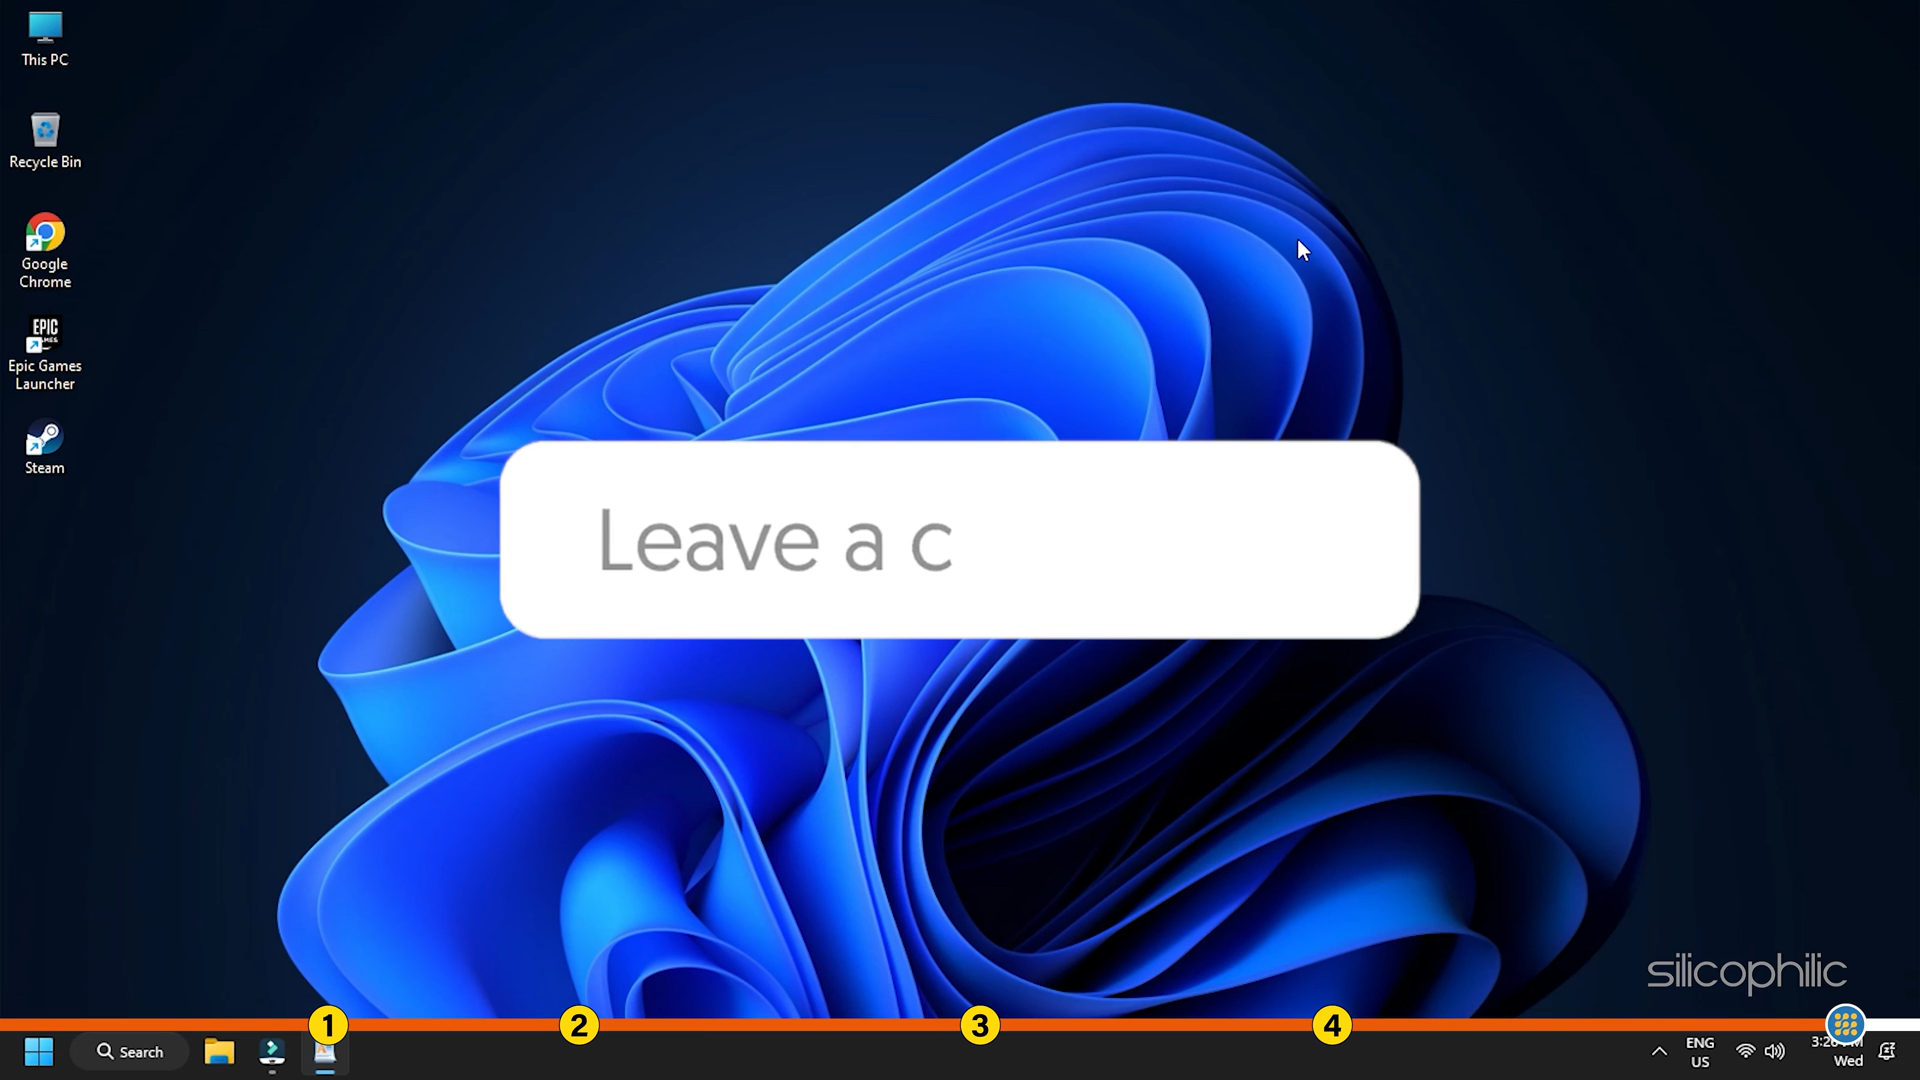 This PC
Recycle Bin
Google
Chrome
EPIC
Epic Games
Launcher
Steam
Leave a c
silicophilic
1
2
3
4
Search
ENG
US
Wed